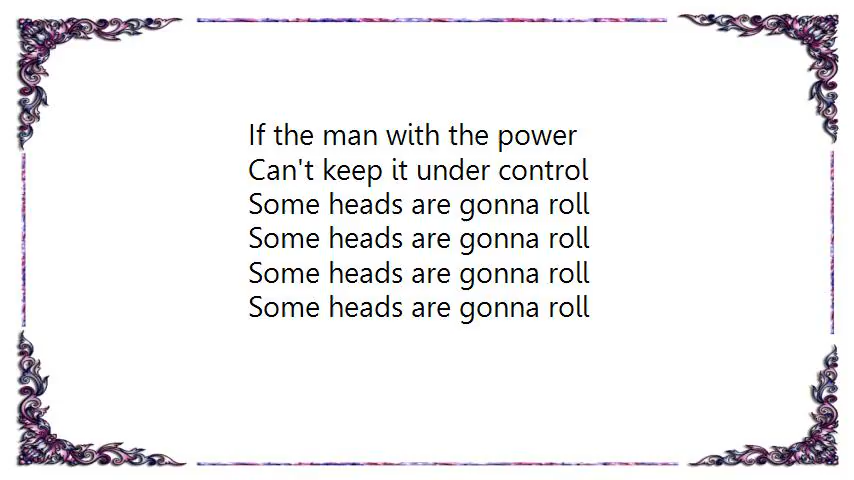 If the man with the power
Can't keep it under control
Some heads are gonna roll
Some heads are gonna roll
Some heads are gonna roll
Some heads are gonna roll